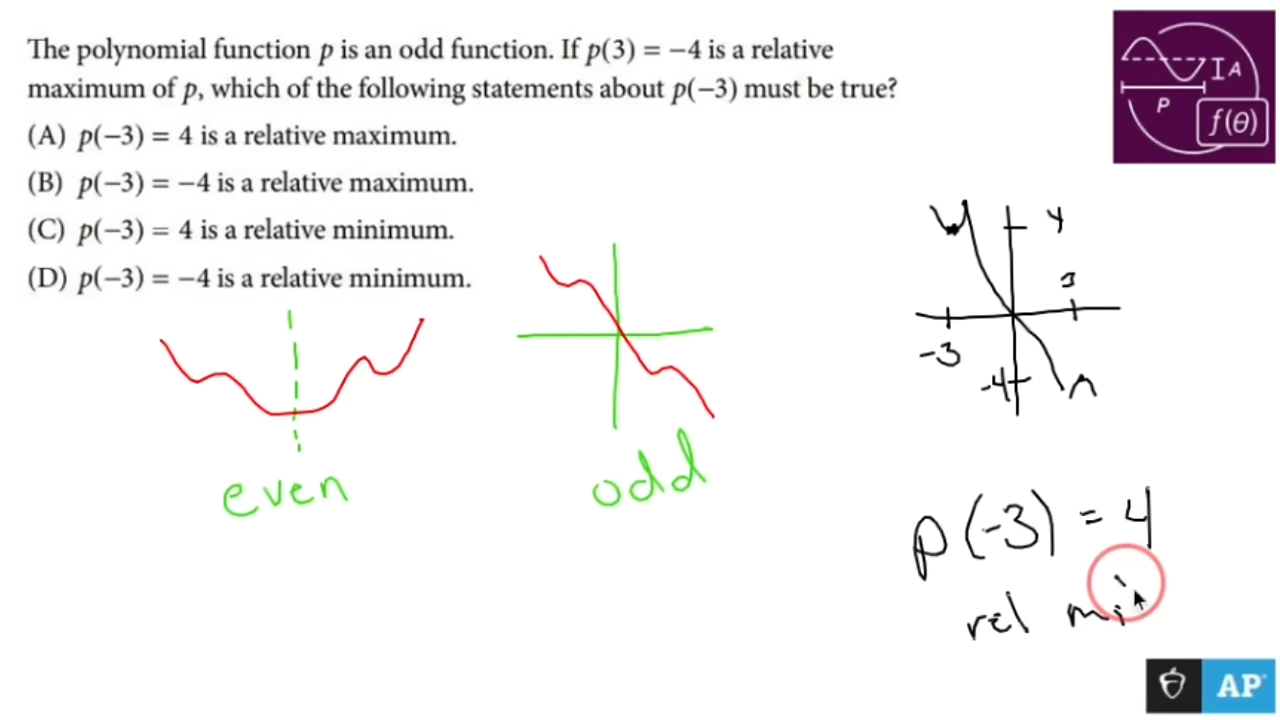 The polynomial function p is an odd function. If p(3) = −4 is a relative
maximum of p, which of the following statements about p(−3) must be true?
(A) p(−3) = 4 is a relative maximum.
(B) p(−3) = −4 is a relative maximum.
(C) p(−3) = 4 is a relative minimum.
(D) p(−3) = −4 is a relative minimum.
A
P
f(θ)
4
3
-3
-4
even
odd
p(-3) = 4
rel mi
AP